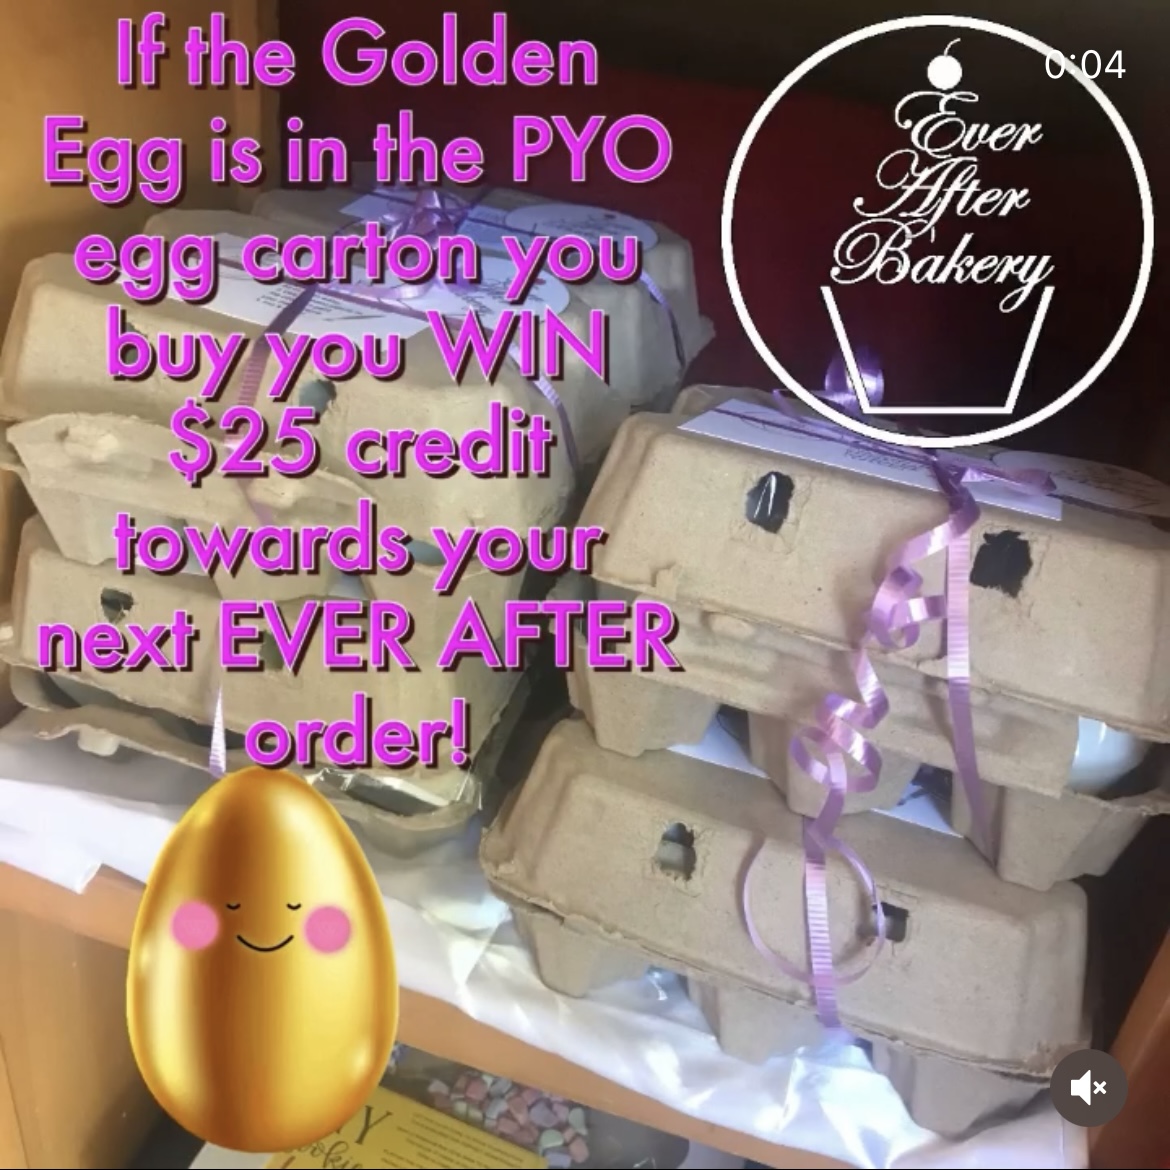 If the Golden
Egg is in the PYO
egg carton you
buy you WIN
$25 credit
towards your
next EVER AFTER
order!
0:04
Ever
After
Bakery